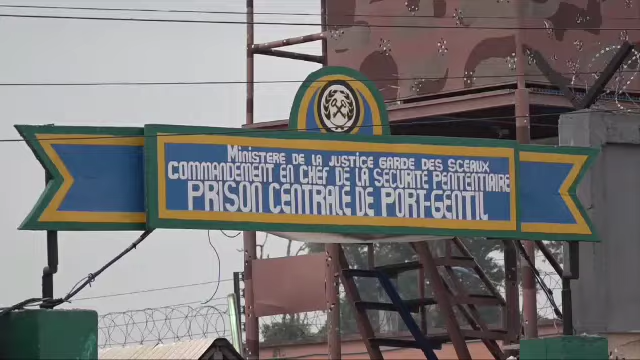 MINISTERE DE LA JUSTICE GARDE DES SCEAUX
COMMANDEMENT EN CHEF DE LA SECURITE PENITENTIAIRE
PRISON CENTRALE DE PORT-GENTIL